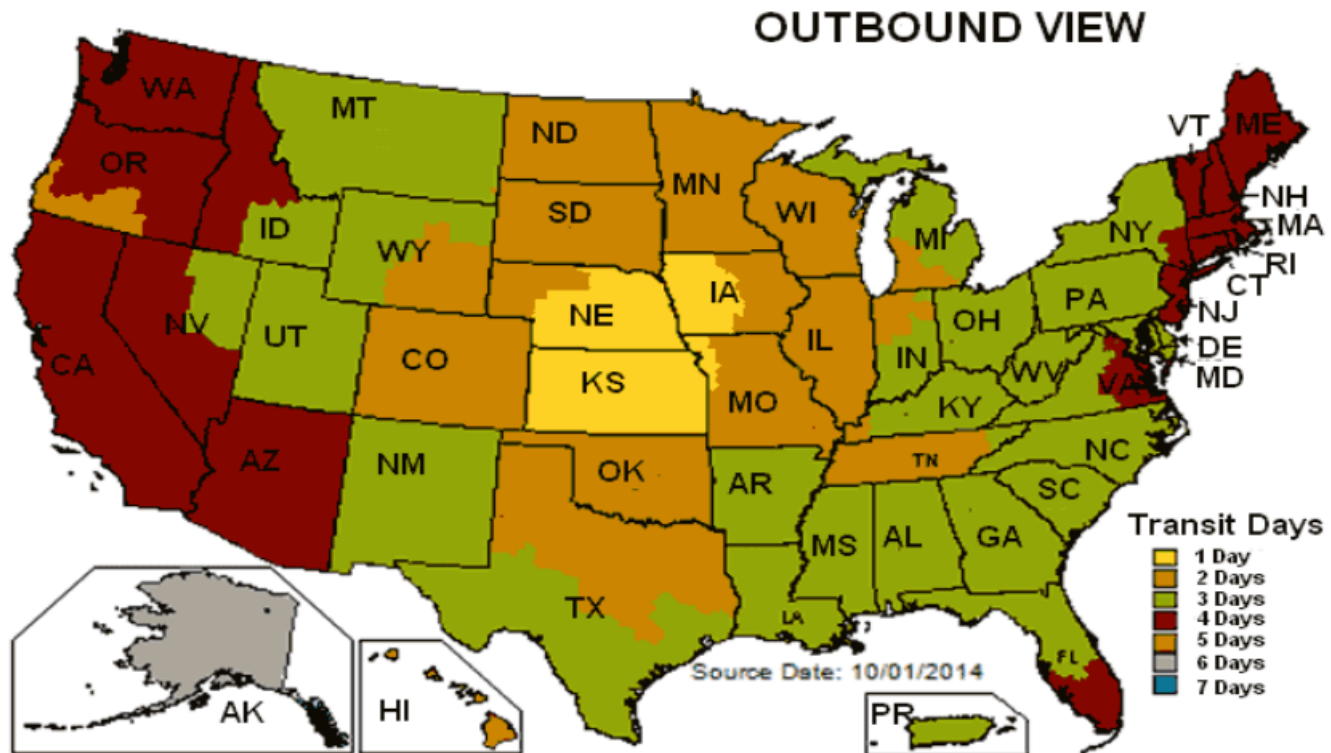 OUTBOUND VIEW
WA
MT
ND
VT
ME
OR
MN
SD
WI
NH
MA
ID
WY
MI
NY
RI
CT
NE
IA
PA
NJ
NV
UT
CO
IL
OH
DE
IN
MD
CA
KS
WV
VA
MO
KY
AZ
NM
OK
TN
NC
AR
SC
MS
AL
GA
Transit Days
1 Day
2 Days
3 Days
4 Days
5 Days
6 Days
7 Days
TX
LA
FL
Source Date: 10/01/2014
AK
HI
PR